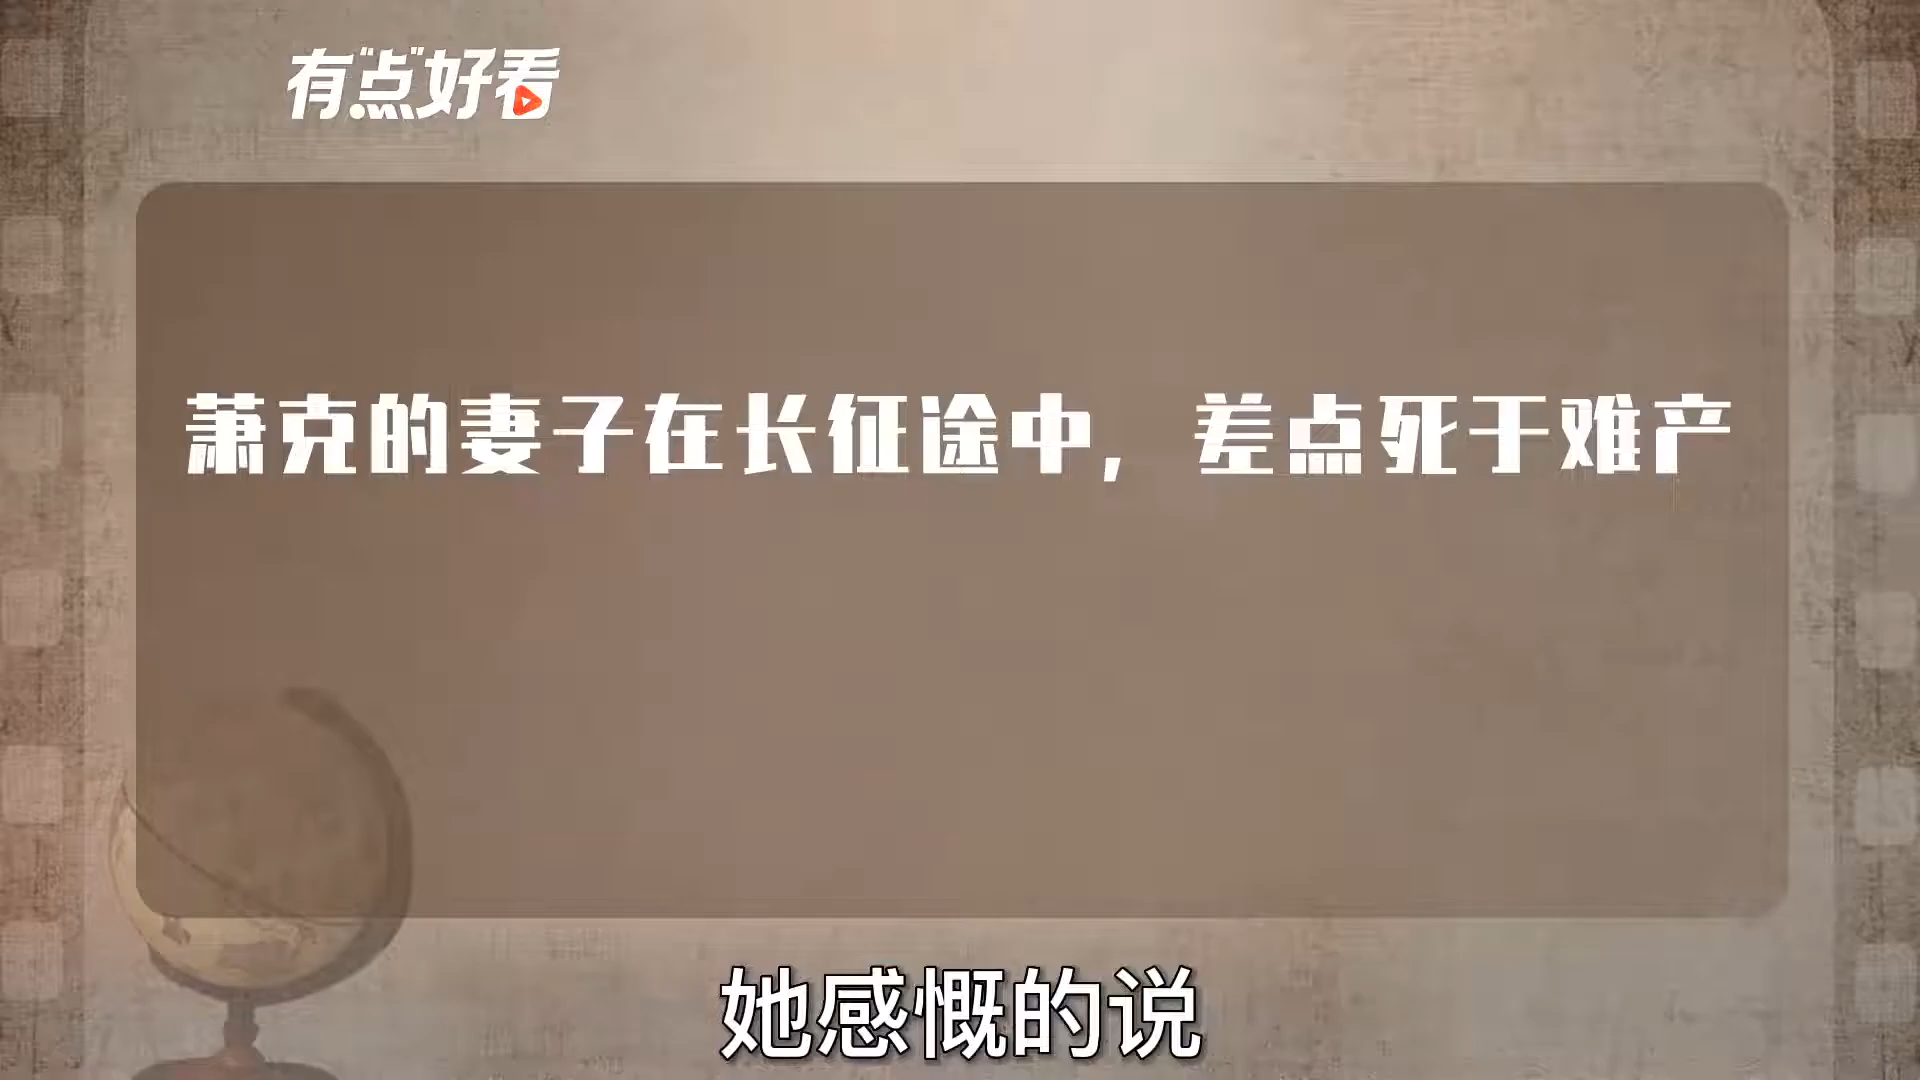 有“点”好看
萧克的妻子在长征途中，差点死于难产
她感慨的说